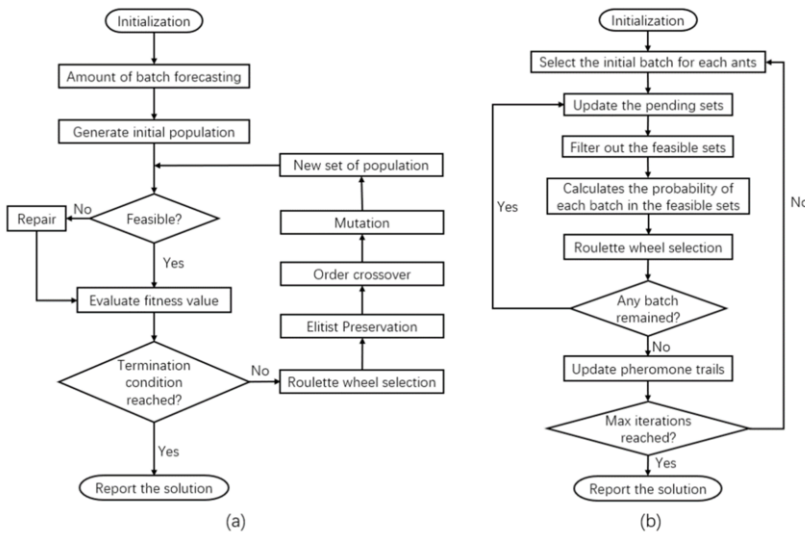 Initialization
Amount of batch forecasting
Generate initial population
New set of population
Feasible?
No
Repair
Mutation
Yes
Order crossover
Evaluate fitness value
Elitist Preservation
Termination
condition
reached?
No
Roulette wheel selection
Yes
Report the solution
(a)
Initialization
Select the initial batch for each ants
Update the pending sets
Filter out the feasible sets
Calculates the probability of
each batch in the feasible sets
Yes
No
Roulette wheel selection
Any batch
remained?
No
Update pheromone trails
Max iterations
reached?
Yes
Report the solution
(b)